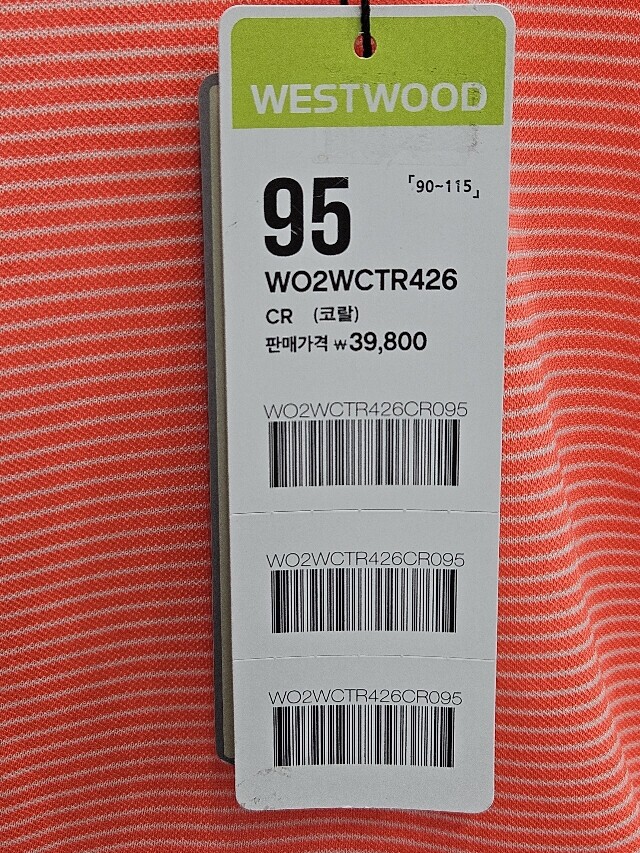 WESTWOOD
95 「90~115」
WO2WCTR426
CR (코랄)
판매가격 ₩39,800
WO2WCTR426CR095
WO2WCTR426CR095
WO2WCTR426CR095